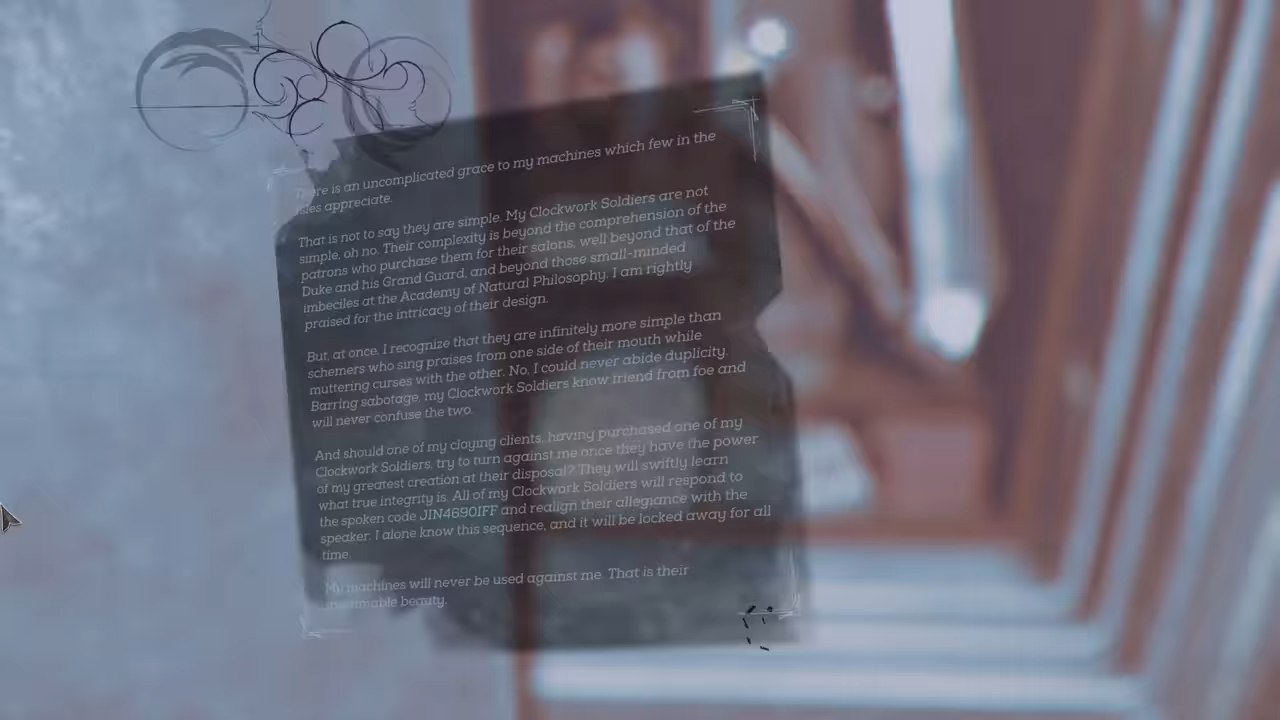 There is an uncomplicated grace to my machines which few in the
Isles appreciate.
That is not to say they are simple. My Clockwork Soldiers are not
simple, oh no. Their complexity is beyond the comprehension of the
patrons who purchase them for their salons, well beyond that of the
Duke and his Grand Guard, and beyond those small-minded
imbeciles at the Academy of Natural Philosophy. I am rightly
praised for the intricacy of their design.
But, at once, I recognize that they are infinitely more simple than
schemers who sing praises from one side of their mouth while
muttering curses with the other. No, I could never abide duplicity.
Barring sabotage, my Clockwork Soldiers know friend from foe and
will never confuse the two.
And should one of my cloying clients, having purchased one of my
Clockwork Soldiers, try to turn against me once they have the power
of my greatest creation at their disposal? They will swiftly learn
what true integrity is. All of my Clockwork Soldiers will respond to
the spoken code JIN4690IFF and realign their allegiance with the
speaker. I alone know this sequence, and it will be locked away for all
time.
My machines will never be used against me. That is their
beauty.